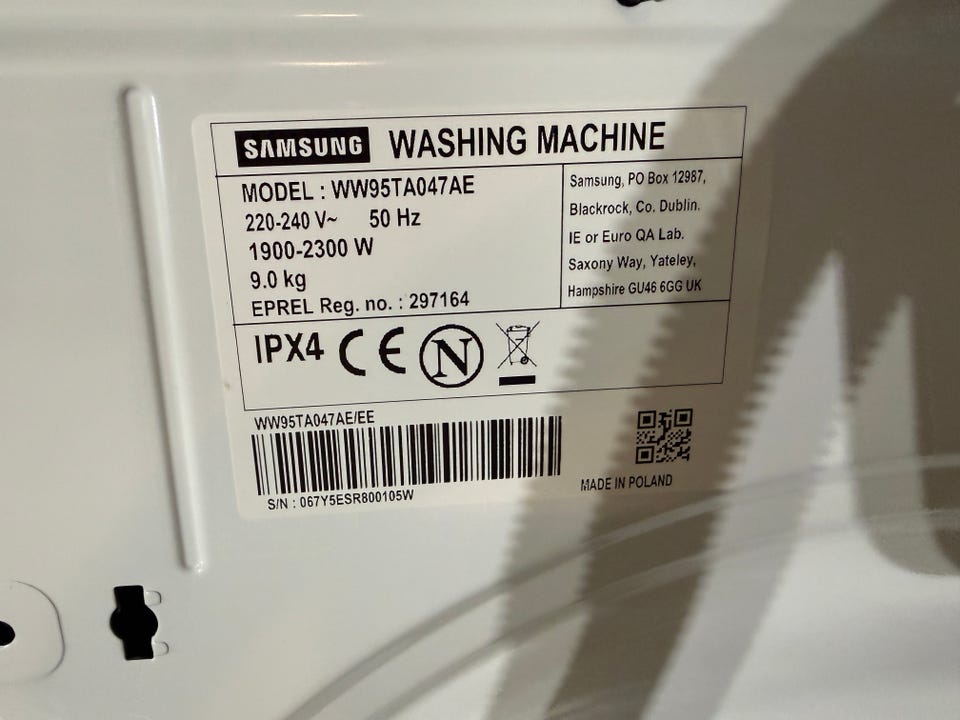 SAMSUNG WASHING MACHINE
MODEL : WW95TA047AE
220-240 V~ 50 Hz
1900-2300 W
9.0 kg
EPREL Reg. no. : 297164
Samsung, PO Box 12987,
Blackrock, Co. Dublin.
IE or Euro QA Lab.
Saxony Way, Yateley,
Hampshire GU46 6GG UK
IPX4 CE N
WW95TA047AE/EE
S/N : 067Y5ESR800105W
MADE IN POLAND